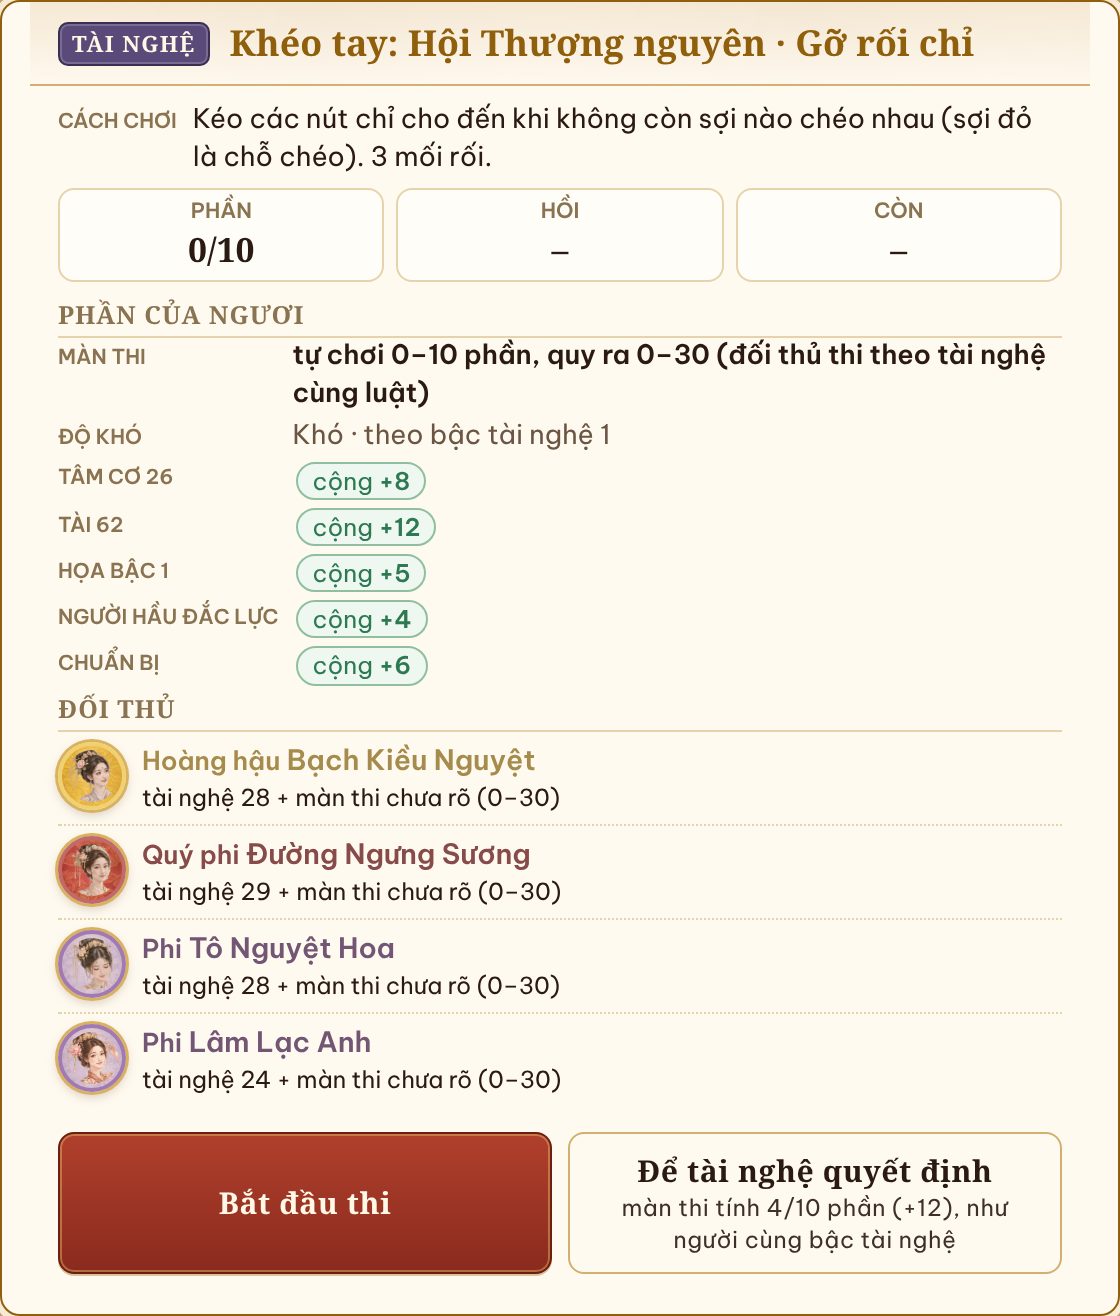 TÀI NGHỆ Khéo tay: Hội Thượng nguyên · Gỡ rối chỉ
CÁCH CHƠI Kéo các nút chỉ cho đến khi không còn sợi nào chéo nhau (sợi đỏ
là chỗ chéo). 3 mối rối.
PHẦN HỒI CÒN
0/10 – –
PHẦN CỦA NGƯƠI
MÀN THI tự chơi 0–10 phần, quy ra 0–30 (đối thủ thi theo tài nghệ
cùng luật)
ĐỘ KHÓ Khó · theo bậc tài nghệ 1
TÂM CƠ 26 cộng +8
TÀI 62 cộng +12
HỌA BẬC 1 cộng +5
NGƯỜI HẦU ĐẮC LỰC cộng +4
CHUẨN BỊ cộng +6
ĐỐI THỦ
Hoàng hậu Bạch Kiều Nguyệt
tài nghệ 28 + màn thi chưa rõ (0–30)
Quý phi Đường Ngưng Sương
tài nghệ 29 + màn thi chưa rõ (0–30)
Phi Tô Nguyệt Hoa
tài nghệ 28 + màn thi chưa rõ (0–30)
Phi Lâm Lạc Anh
tài nghệ 24 + màn thi chưa rõ (0–30)
Bắt đầu thi
Để tài nghệ quyết định
màn thi tính 4/10 phần (+12), như
người cùng bậc tài nghệ